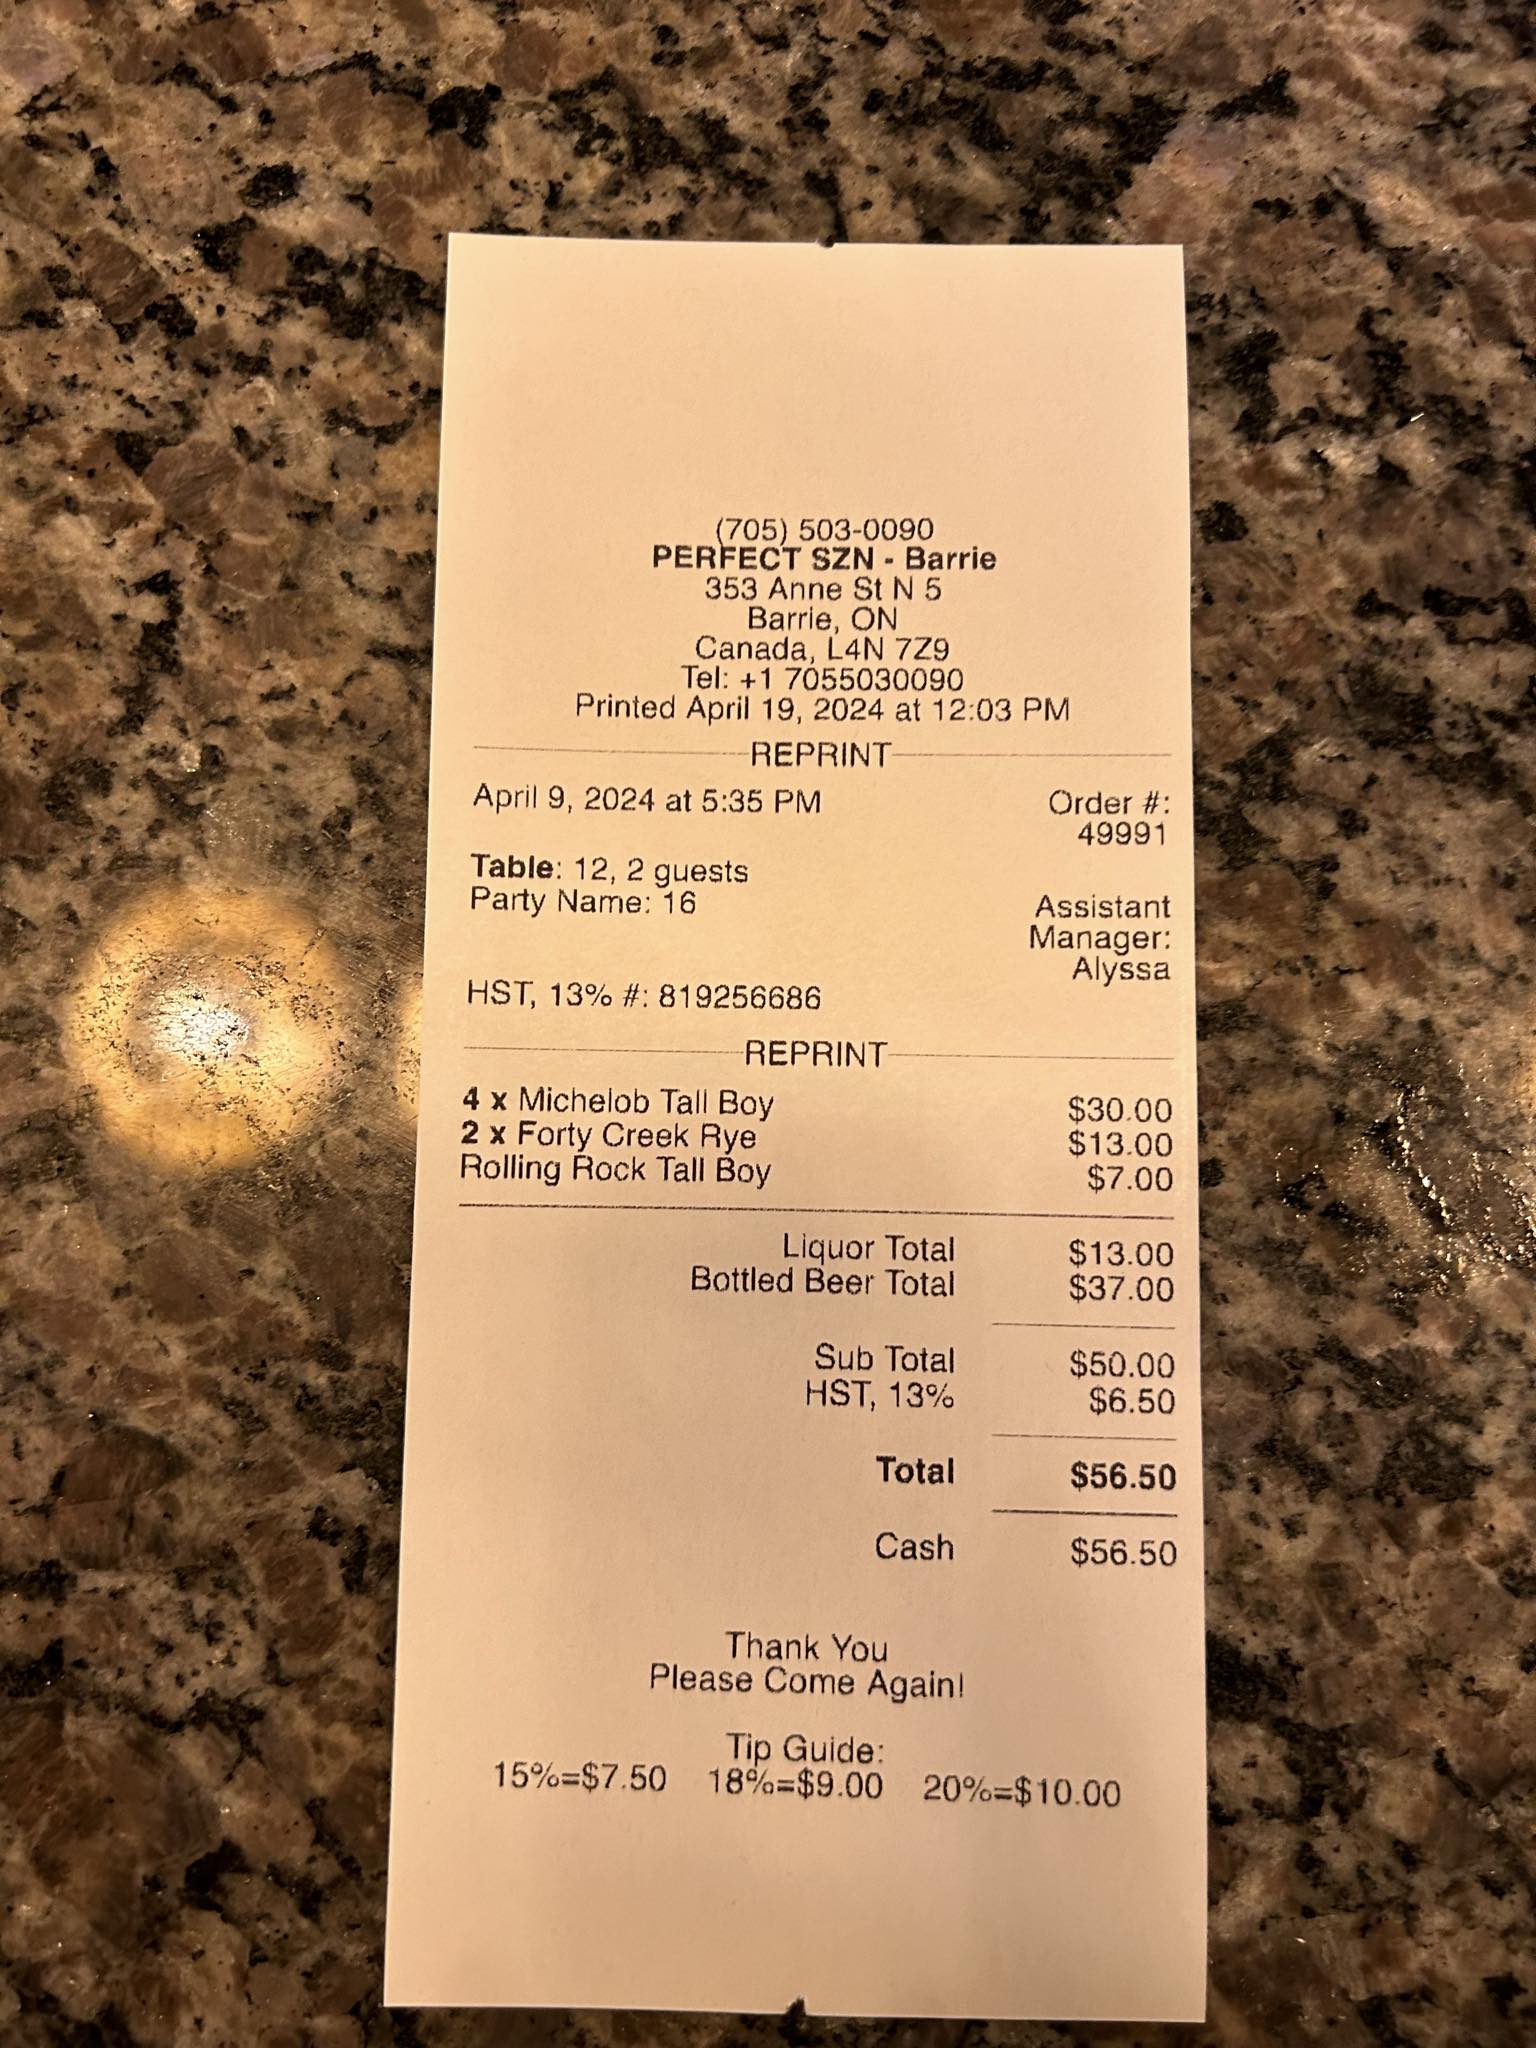 (705) 503-0090
PERFECT SZN - Barrie
353 Anne St N 5
Barrie, ON
Canada, L4N 7Z9
Tel: +1 7055030090
Printed April 19, 2024 at 12:03 PM
REPRINT
April 9, 2024 at 5:35 PM
Order #:
49991
Table: 12, 2 guests
Party Name: 16
Assistant
Manager:
Alyssa
HST, 13% #: 819256686
REPRINT
4 x Michelob Tall Boy $30.00
2 x Forty Creek Rye $13.00
Rolling Rock Tall Boy $7.00
Liquor Total $13.00
Bottled Beer Total $37.00
Sub Total $50.00
HST, 13% $6.50
Total $56.50
Cash $56.50
Thank You
Please Come Again!
Tip Guide:
15%=$7.50 18%=$9.00 20%=$10.00